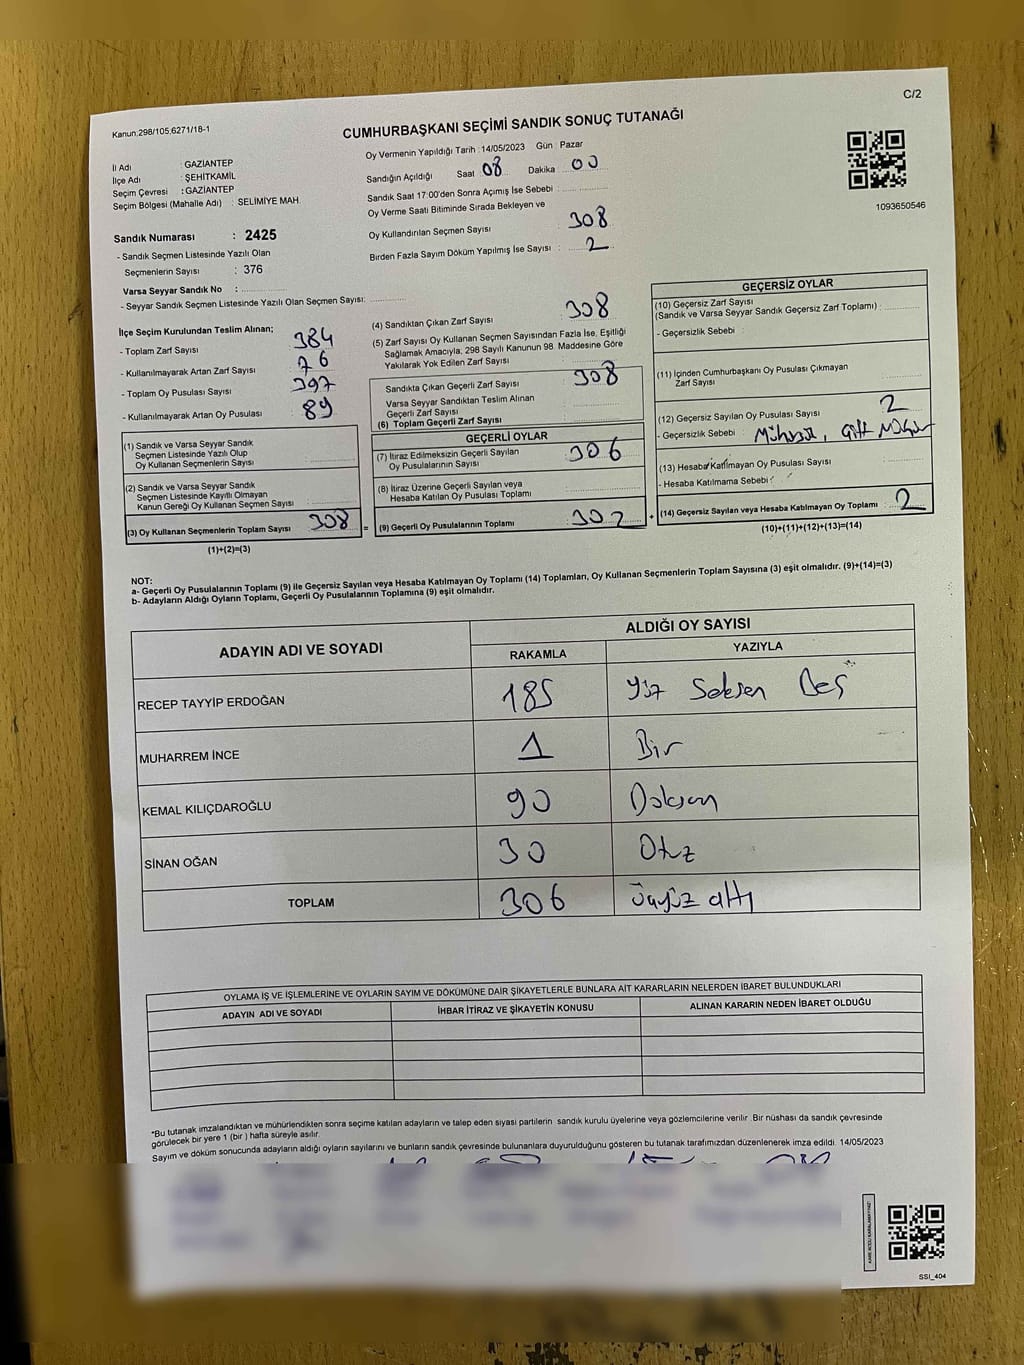 C/2
Kanun:298/105,6271/18-1
CUMHURBAŞKANI SEÇİMİ SANDIK SONUÇ TUTANAĞI
İl Adı : GAZİANTEP
İlçe Adı : ŞEHİTKAMİL
Seçim Çevresi : GAZİANTEP
Seçim Bölgesi (Mahalle Adı) : SELİMİYE MAH.
Oy Vermenin Yapıldığı Tarih : 14/05/2023 Gün : Pazar
Sandığın Açıldığı Saat 08 Dakika 00
Sandık Saat 17:00'den Sonra Açımış İse Sebebi :
Oy Verme Saati Bitiminde Sırada Bekleyen ve
Oy Kullandırılan Seçmen Sayısı : 308
Birden Fazla Sayım Döküm Yapılmış İse Sayısı : 2
1093650546
Sandık Numarası : 2425
- Sandık Seçmen Listesinde Yazılı Olan
Seçmenlerin Sayısı : 376
Varsa Seyyar Sandık No :
- Seyyar Sandık Seçmen Listesinde Yazılı Olan Seçmen Sayısı:
İlçe Seçim Kurulundan Teslim Alınan;
- Toplam Zarf Sayısı : 384
- Kullanılmayarak Artan Zarf Sayısı : 76
- Toplam Oy Pusulası Sayısı : 397
- Kullanılmayarak Artan Oy Pusulası : 89
(1) Sandık ve Varsa Seyyar Sandık
Seçmen Listesinde Yazılı Olup
Oy Kullanan Seçmenlerin Sayısı :
(2) Sandık ve Varsa Seyyar Sandık
Seçmen Listesinde Kayıtlı Olmayan
Kanun Gereği Oy Kullanan Seçmen Sayısı :
(3) Oy Kullanan Seçmenlerin Toplam Sayısı : 308 =
(1)+(2)=(3)
(4) Sandıktan Çıkan Zarf Sayısı : 308
(5) Zarf Sayısı Oy Kullanan Seçmen Sayısından Fazla İse, Eşitliği
Sağlamak Amacıyla, 298 Sayılı Kanunun 98. Maddesine Göre
Yakılarak Yok Edilen Zarf Sayısı :
Sandıkta Çıkan Geçerli Zarf Sayısı : 308
Varsa Seyyar Sandıktan Teslim Alınan
Geçerli Zarf Sayısı :
(6) Toplam Geçerli Zarf Sayısı :
GEÇERLİ OYLAR
(7) İtiraz Edilmeksizin Geçerli Sayılan
Oy Pusulalarının Sayısı : 306
(8) İtiraz Üzerine Geçerli Sayılan veya
Hesaba Katılan Oy Pusulası Toplamı :
(9) Geçerli Oy Pusulalarının Toplamı : 302 +
GEÇERSİZ OYLAR
(10) Geçersiz Zarf Sayısı
(Sandık ve Varsa Seyyar Sandık Geçersiz Zarf Toplamı) :
- Geçersizlik Sebebi :
(11) İçinden Cumhurbaşkanı Oy Pusulası Çıkmayan
Zarf Sayısı :
(12) Geçersiz Sayılan Oy Pusulası Sayısı : 2
- Geçersizlik Sebebi : Mühürsüz, Çift Mühür
(13) Hesaba Katılmayan Oy Pusulası Sayısı :
- Hesaba Katılmama Sebebi :
(14) Geçersiz Sayılan veya Hesaba Katılmayan Oy Toplamı : 2
(10)+(11)+(12)+(13)=(14)
NOT:
a- Geçerli Oy Pusulalarının Toplamı (9) ile Geçersiz Sayılan veya Hesaba Katılmayan Oy Toplamı (14) Toplamları, Oy Kullanan Seçmenlerin Toplam Sayısına (3) eşit olmalıdır. (9)+(14)=(3)
b- Adayların Aldığı Oyların Toplamı, Geçerli Oy Pusulalarının Toplamına (9) eşit olmalıdır.
ADAYIN ADI VE SOYADI
ALDIĞI OY SAYISI
RAKAMLA YAZIYLA
RECEP TAYYİP ERDOĞAN 185 Yüz Seksen Beş
MUHARREM İNCE 1 Bir
KEMAL KILIÇDAROĞLU 90 Doksan
SİNAN OĞAN 30 Otuz
TOPLAM 306 Üçyüz altı
OYLAMA İŞ VE İŞLEMLERİNE VE OYLARIN SAYIM VE DÖKÜMÜNE DAİR ŞİKAYETLERLE BUNLARA AİT KARARLARIN NELERDEN İBARET BULUNDUKLARI
ADAYIN ADI VE SOYADI İHBAR İTİRAZ VE ŞİKAYETİN KONUSU ALINAN KARARIN NEDEN İBARET OLDUĞU
*Bu tutanak imzalandıktan ve mühürlendikten sonra seçime katılan adayların ve talep eden siyasi partilerin sandık kurulu üyelerine veya gözlemcilerine verilir. Bir nüshası da sandık çevresinde
görülecek bir yere 1 (bir ) hafta süreyle asılır.
Sayım ve döküm sonucunda adayların aldığı oyların sayılarını ve bunların sandık çevresinde bulunanlara duyurulduğunu gösteren bu tutanak tarafımızdan düzenlenerek imza edildi. 14/05/2023
SSI_404